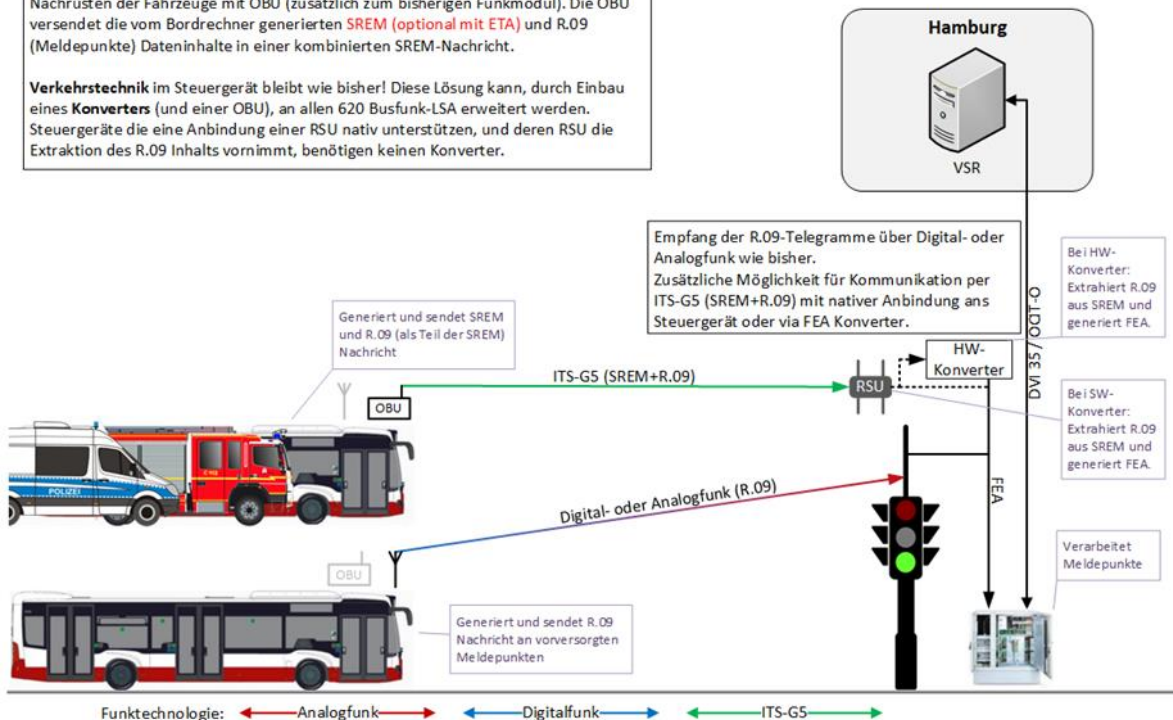 Nachrüsten der Fahrzeuge mit OBU (zusätzlich zum bisherigen Funkmodul). Die OBU
versendet die vom Bordrechner generierten SREM (optional mit ETA) und R.09
(Meldepunkte) Dateninhalte in einer kombinierten SREM-Nachricht.
Verkehrstechnik im Steuergerät bleibt wie bisher! Diese Lösung kann, durch Einbau
eines Konverters (und einer OBU), an allen 620 Busfunk-LSA erweitert werden.
Steuergeräte die eine Anbindung einer RSU nativ unterstützen, und deren RSU die
Extraktion des R.09 Inhalts vornimmt, benötigen keinen Konverter.
Hamburg
VSR
Empfang der R.09-Telegramme über Digital- oder
Analogfunk wie bisher.
Zusätzliche Möglichkeit für Kommunikation per
ITS-G5 (SREM+R.09) mit nativer Anbindung ans
Steuergerät oder via FEA Konverter.
Bei HW-
Konverter:
Extrahiert R.09
aus SREM und
generiert FEA.
DVI 35 / OCIT-O
Generiert und sendet SREM
und R.09 (als Teil der SREM)
Nachricht
HW-
Konverter
ITS-G5 (SREM+R.09)
RSU
OBU
Bei SW-
Konverter:
Extrahiert R.09
aus SREM und
generiert FEA.
POLIZEI
FEA
Digital- oder Analogfunk (R.09)
OBU
Verarbeitet
Meldepunkte
Generiert und sendet R.09
Nachricht an vorversorgten
Meldepunkten
Funktechnologie: Analogfunk Digitalfunk ITS-G5